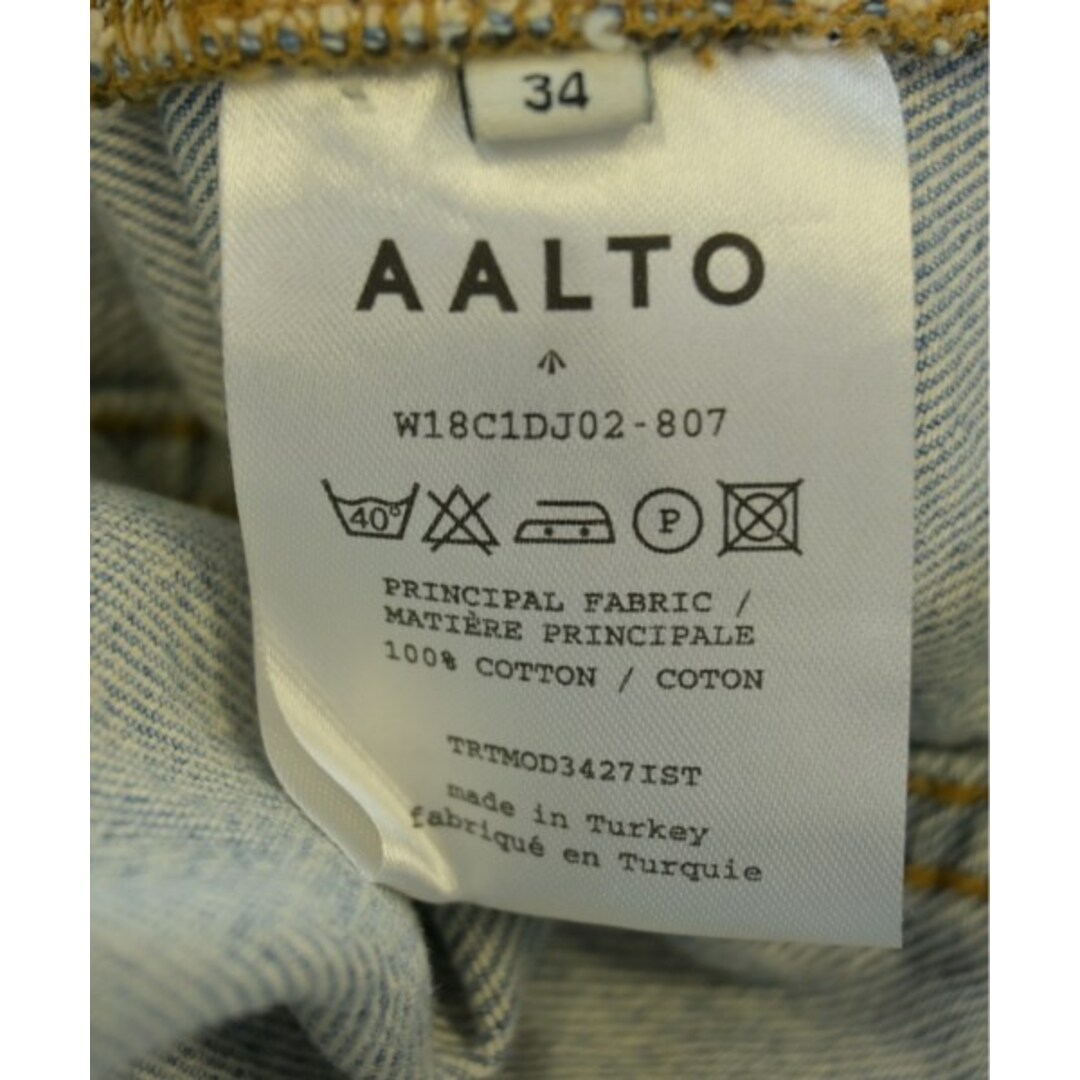 34
AALTO
W18C1DJ02-807
40° P
PRINCIPAL FABRIC /
MATIÈRE PRINCIPALE
100% COTTON / COTON
TRTMOD3427IST
made in Turkey
fabriqué en Turquie